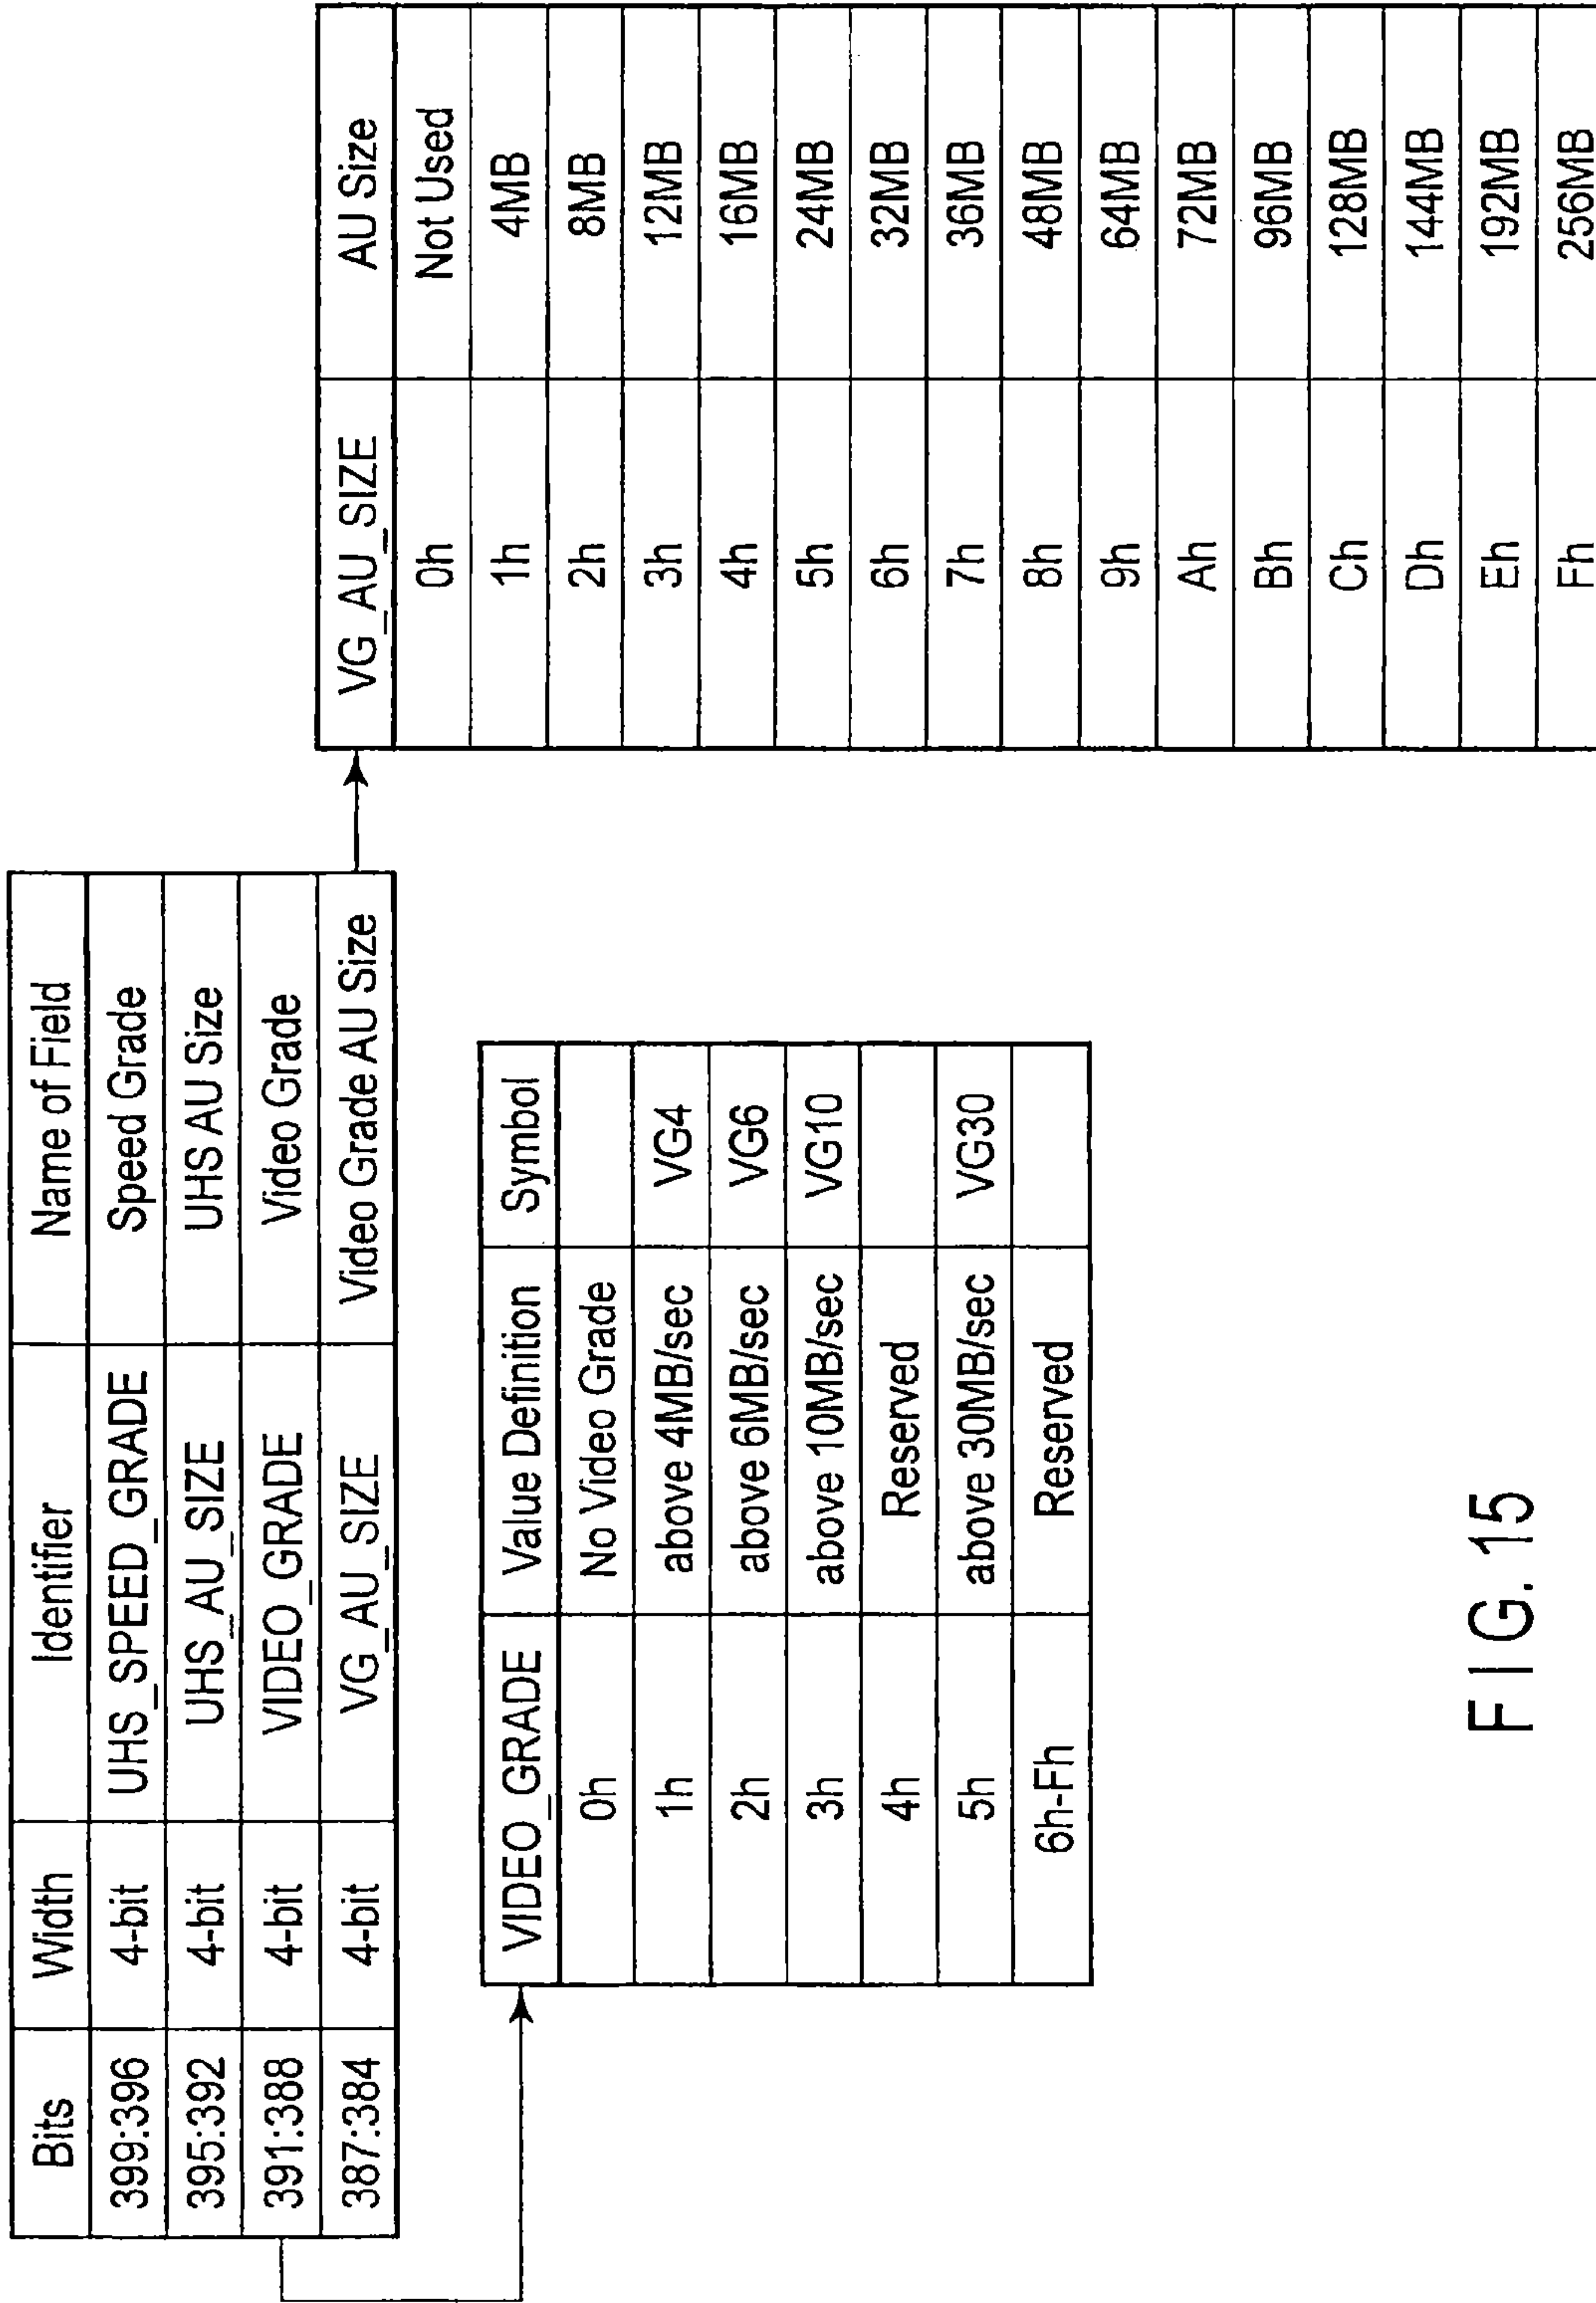 Bits Width Identifier Name of Field
399:396 4-bit UHS_SPEED_GRADE Speed Grade
395:392 4-bit UHS_AU_SIZE UHS AU Size
391:388 4-bit VIDEO_GRADE Video Grade
387:384 4-bit VG_AU_SIZE Video Grade AU Size
VIDEO_GRADE Value Definition Symbol
0h No Video Grade
1h above 4MB/sec VG4
2h above 6MB/sec VG6
3h above 10MB/sec VG10
4h Reserved
5h above 30MB/sec VG30
6h-Fh Reserved
VG_AU_SIZE AU Size
0h Not Used
1h 4MB
2h 8MB
3h 12MB
4h 16MB
5h 24MB
6h 32MB
7h 36MB
8h 48MB
9h 64MB
Ah 72MB
Bh 96MB
Ch 128MB
Dh 144MB
Eh 192MB
Fh 256MB
FIG. 15